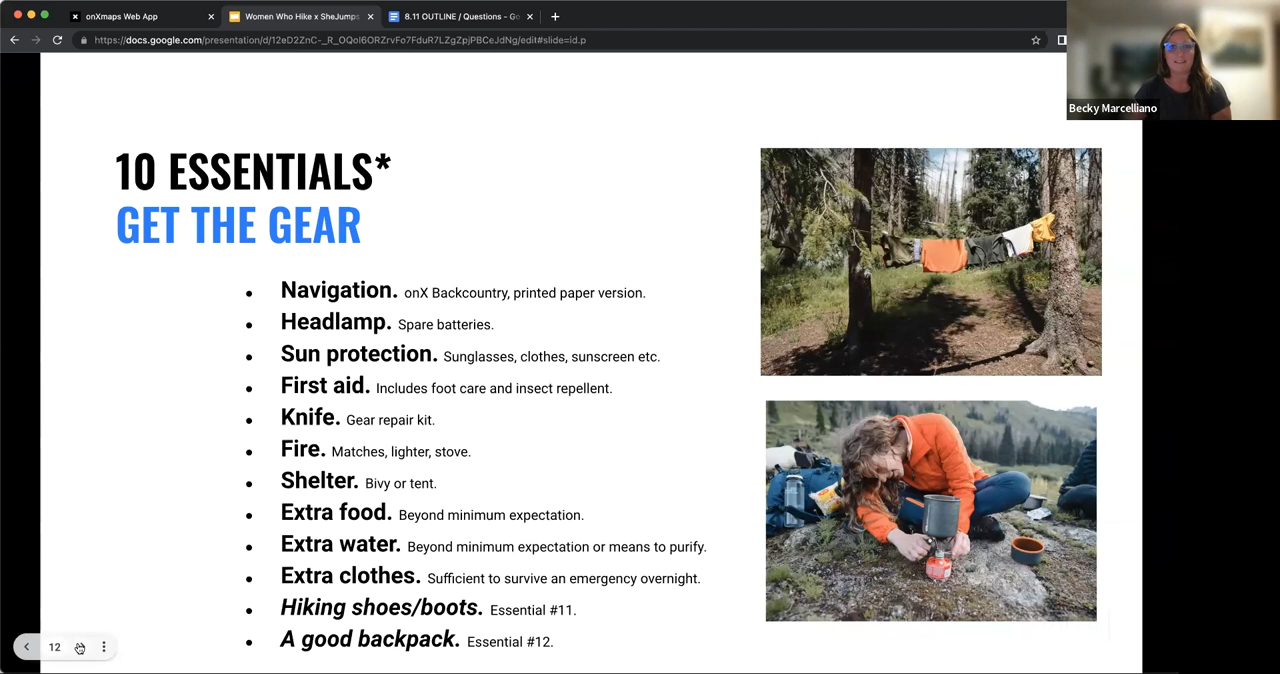 onXmaps Web App
Women Who Hike x SheJumps
8.11 OUTLINE / Questions - Go
https://docs.google.com/presentation/d/12eD2ZnC-_R_OQol6ORZrvFo7FduR7LZgZpjPBCeJdNg/edit#slide=id.p
Becky Marcelliano
10 ESSENTIALS*
GET THE GEAR
• Navigation. onX Backcountry, printed paper version.
• Headlamp. Spare batteries.
• Sun protection. Sunglasses, clothes, sunscreen etc.
• First aid. Includes foot care and insect repellent.
• Knife. Gear repair kit.
• Fire. Matches, lighter, stove.
• Shelter. Bivy or tent.
• Extra food. Beyond minimum expectation.
• Extra water. Beyond minimum expectation or means to purify.
• Extra clothes. Sufficient to survive an emergency overnight.
• Hiking shoes/boots. Essential #11.
• A good backpack. Essential #12.
12